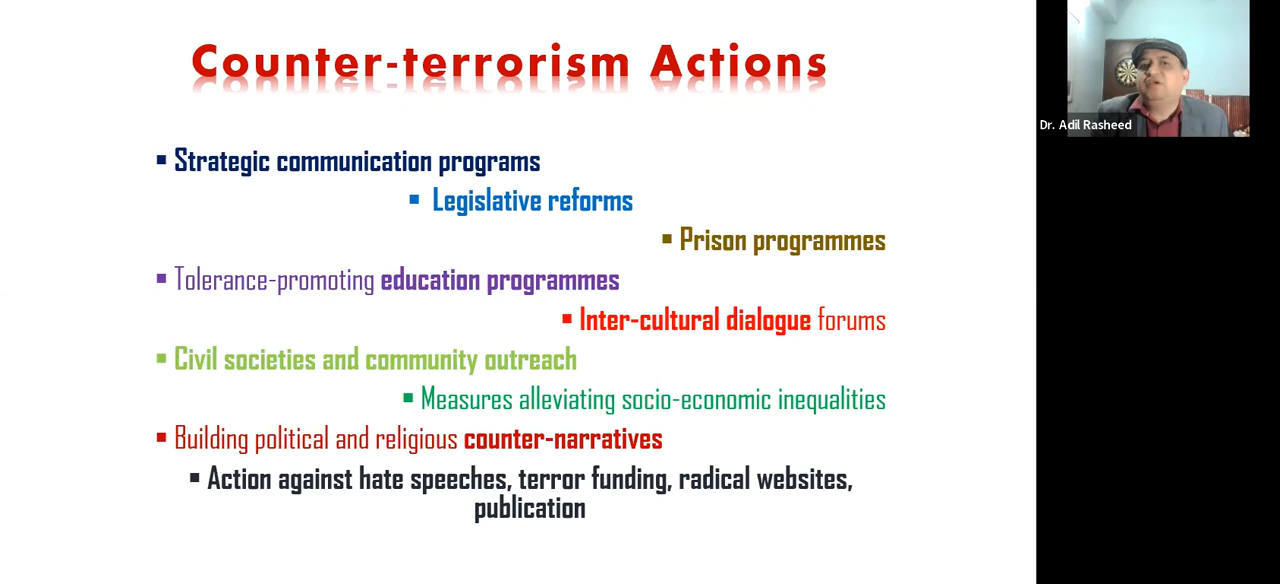 Counter-terrorism Actions
Dr. Adil Rasheed
▪ Strategic communication programs
▪ Legislative reforms
▪ Prison programmes
▪ Tolerance-promoting education programmes
▪ Inter-cultural dialogue forums
▪ Civil societies and community outreach
▪ Measures alleviating socio-economic inequalities
▪ Building political and religious counter-narratives
▪ Action against hate speeches, terror funding, radical websites,
publication